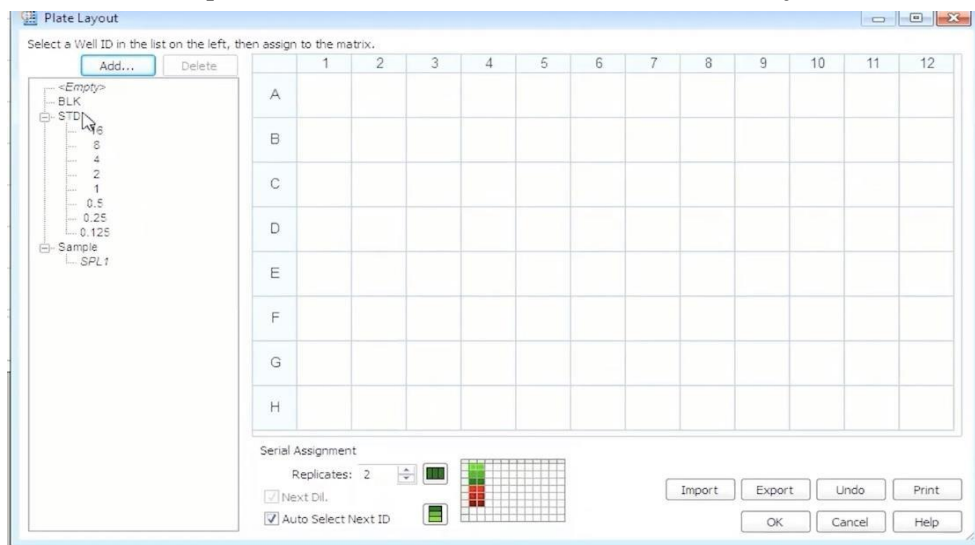 Plate Layout
Select a Well ID in the list on the left, then assign to the matrix.
Add... Delete
<Empty>
BLK
STD
16
8
4
2
1
0.5
0.25
0.125
Sample
SPL1
1 2 3 4 5 6 7 8 9 10 11 12
A
B
C
D
E
F
G
H
Serial Assignment
Replicates: 2
Next Dil.
Auto Select Next ID
Import Export Undo Print
OK Cancel Help